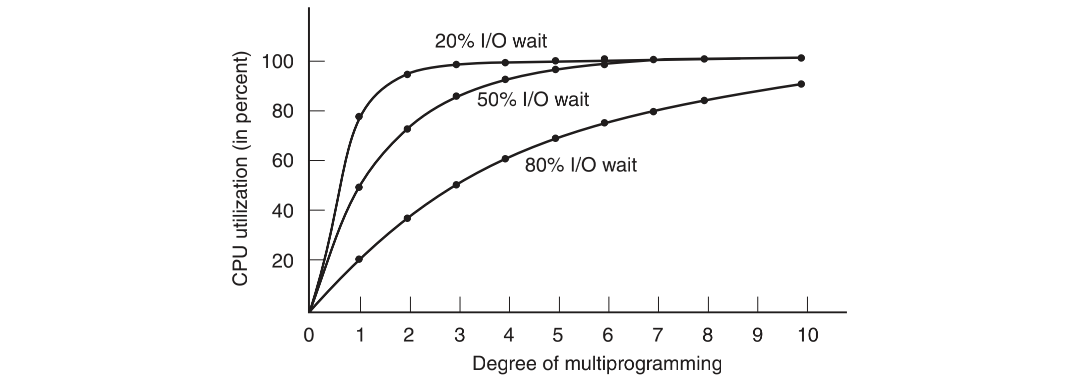 20% I/O wait
100
50% I/O wait
80
60
80% I/O wait
40
20
CPU utilization (in percent)
0 1 2 3 4 5 6 7 8 9 10
Degree of multiprogramming